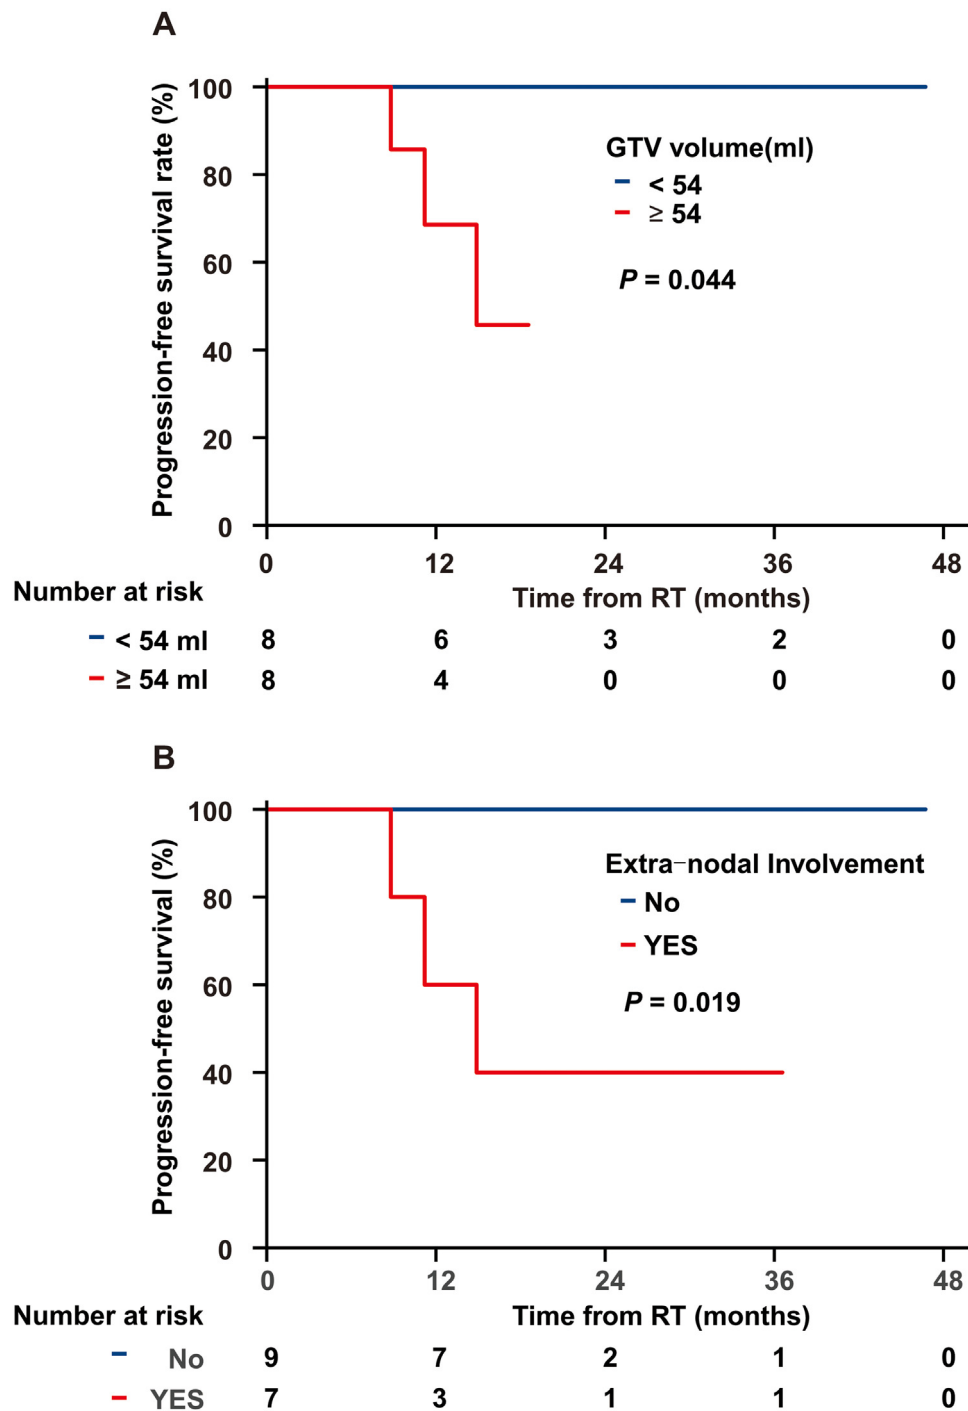 A
Progression-free survival rate (%)
100
80
60
40
20
0
GTV volume(ml)
< 54
≥ 54
P = 0.044
0 12 24 36 48
Number at risk
Time from RT (months)
< 54 ml 8 6 3 2 0
≥ 54 ml 8 4 0 0 0
B
Progression-free survival (%)
100
80
60
40
20
0
Extra-nodal Involvement
No
YES
P = 0.019
0 12 24 36 48
Number at risk Time from RT (months)
No 9 7 2 1 0
YES 7 3 1 1 0